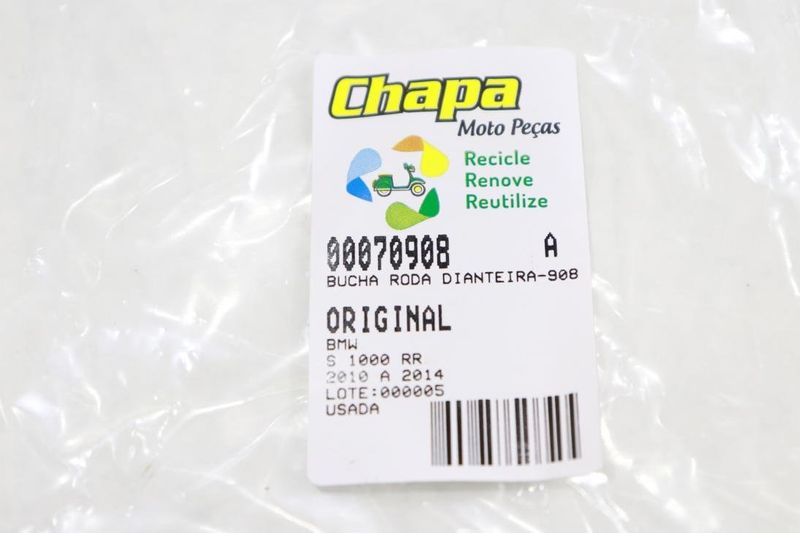 Chapa
Moto Peças
Recicle
Renove
Reutilize
00070908 A
BUCHA RODA DIANTEIRA-908
ORIGINAL
BMW
S 1000 RR
2010 A 2014
LOTE:000005
USADA